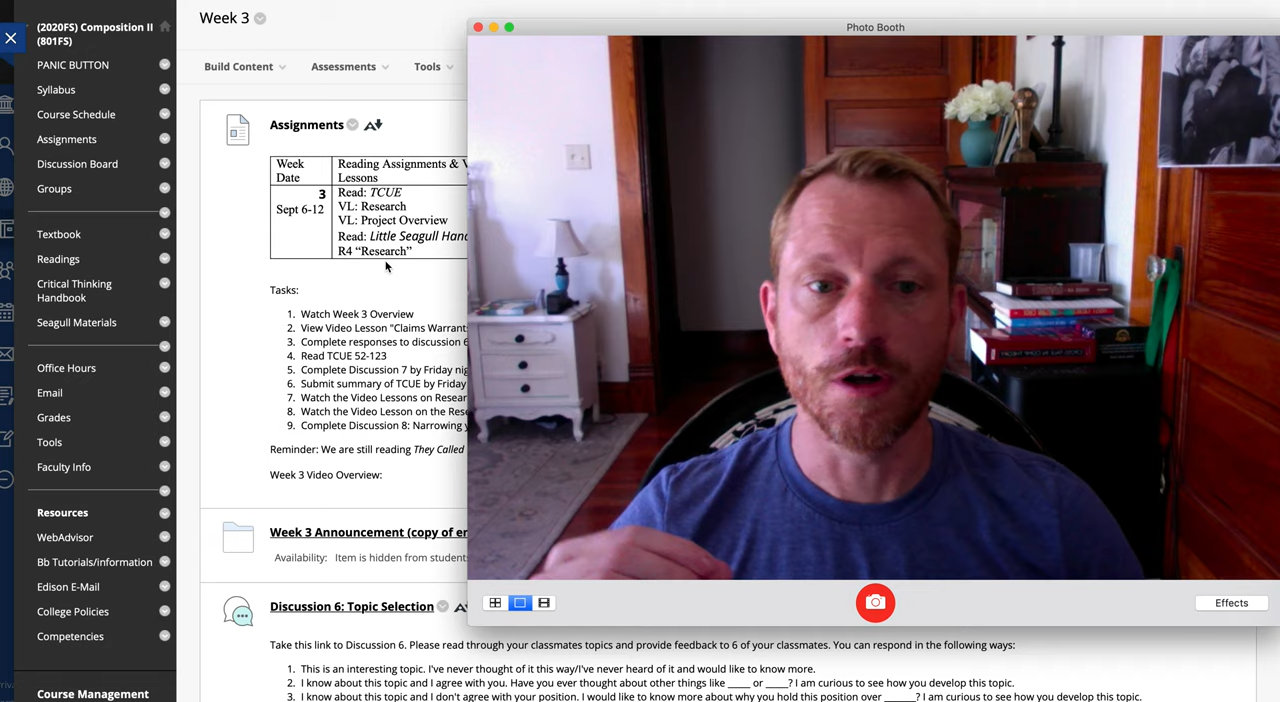 (2020FS) Composition II
(801FS)
PANIC BUTTON
Syllabus
Course Schedule
Assignments
Discussion Board
Groups
Textbook
Readings
Critical Thinking
Handbook
Seagull Materials
Office Hours
Email
Grades
Tools
Faculty Info
Resources
WebAdvisor
Bb Tutorials/information
Edison E-Mail
College Policies
Competencies
Course Management
Week 3
Build Content
Assessments
Tools
Assignments
Week
Date
Reading Assignments & V
Lessons
3
Sept 6-12
Read: TCUE
VL: Research
VL: Project Overview
Read: Little Seagull Hand
R4 “Research”
Tasks:
1. Watch Week 3 Overview
2. View Video Lesson "Claims Warrants
3. Complete responses to discussion 6
4. Read TCUE 52-123
5. Complete Discussion 7 by Friday nig
6. Submit summary of TCUE by Friday
7. Watch the Video Lessons on Resear
8. Watch the Video Lesson on the Rese
9. Complete Discussion 8: Narrowing y
Reminder: We are still reading They Called
Week 3 Video Overview:
Week 3 Announcement (copy of em
Availability: Item is hidden from students
Discussion 6: Topic Selection
Take this link to Discussion 6. Please read through your classmates topics and provide feedback to 6 of your classmates. You can respond in the following ways:
1. This is an interesting topic. I've never thought of it this way/I've never heard of it and would like to know more.
2. I know about this topic and I agree with you. Have you ever thought about other things like ____ or ____? I am curious to see how you develop this topic.
3. I know about this topic and I don't agree with your position. I would like to know more about why you hold this position over ______? I am curious to see how you develop this topic.
Photo Booth
Effects